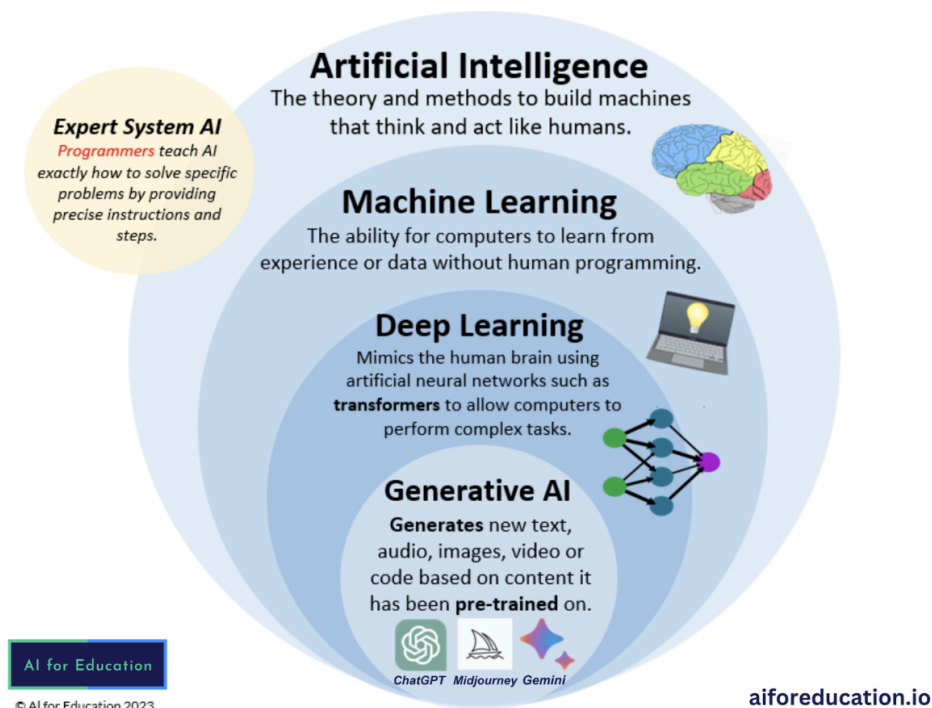 Artificial Intelligence
The theory and methods to build machines
that think and act like humans.
Expert System AI
Programmers teach AI
exactly how to solve specific
problems by providing
precise instructions and
steps.
Machine Learning
The ability for computers to learn from
experience or data without human programming.
Deep Learning
Mimics the human brain using
artificial neural networks such as
transformers to allow computers to
perform complex tasks.
Generative AI
Generates new text,
audio, images, video or
code based on content it
has been pre-trained on.
ChatGPT Midjourney Gemini
AI for Education
© AI for Education 2023
aiforeducation.io